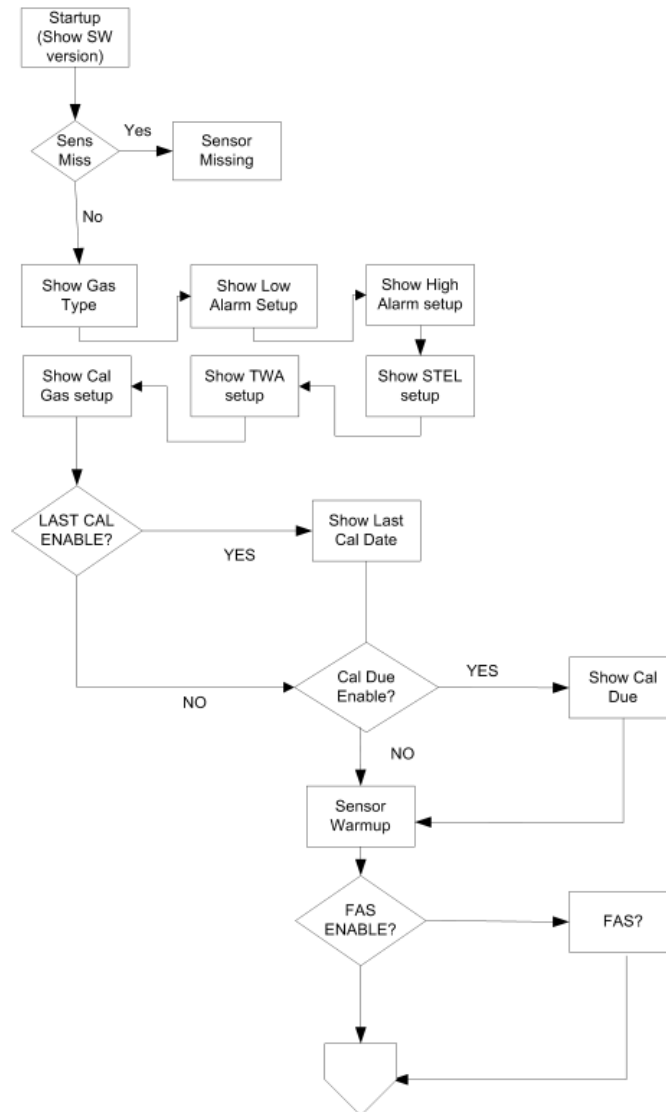 Startup
(Show SW
version)
Sens
Miss
Yes
Sensor
Missing
No
Show Gas
Type
Show Low
Alarm Setup
Show High
Alarm setup
Show Cal
Gas setup
Show TWA
setup
Show STEL
setup
LAST CAL
ENABLE?
YES
Show Last
Cal Date
NO
Cal Due
Enable?
YES
Show Cal
Due
NO
Sensor
Warmup
FAS
ENABLE?
FAS?